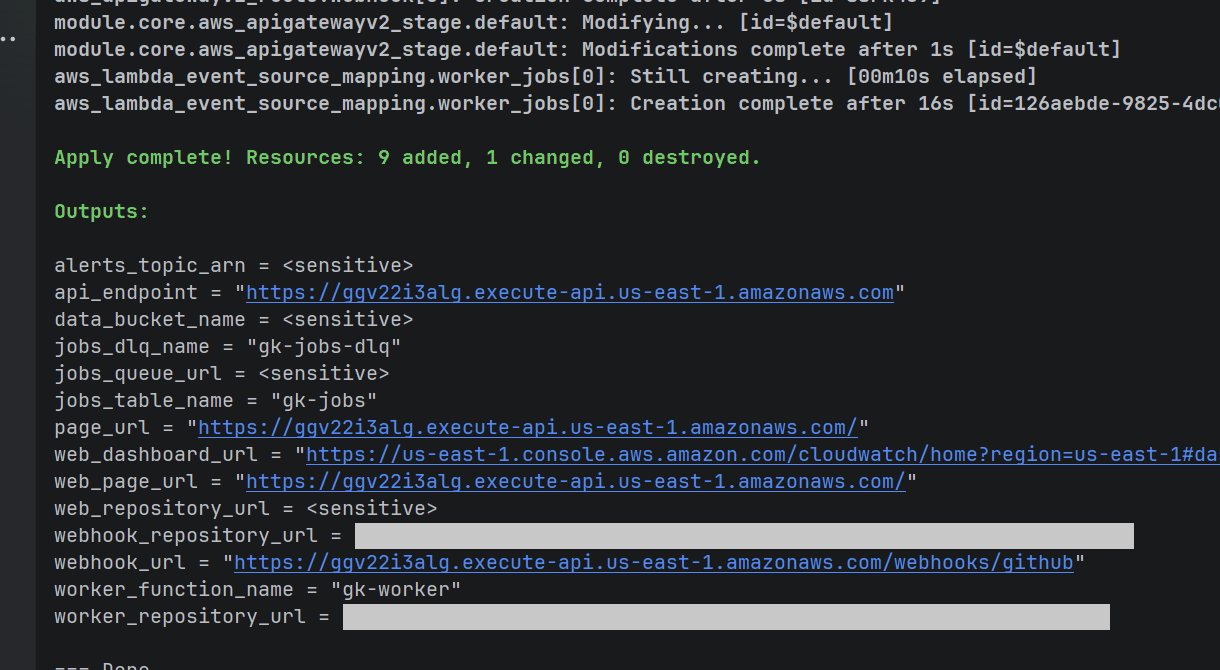 module.core.aws_apigatewayv2_stage.default: Modifying... [id=$default]
module.core.aws_apigatewayv2_stage.default: Modifications complete after 1s [id=$default]
aws_lambda_event_source_mapping.worker_jobs[0]: Still creating... [00m10s elapsed]
aws_lambda_event_source_mapping.worker_jobs[0]: Creation complete after 16s [id=126aebde-9825-4dc
Apply complete! Resources: 9 added, 1 changed, 0 destroyed.
Outputs:
alerts_topic_arn = <sensitive>
api_endpoint = "https://ggv22i3alg.execute-api.us-east-1.amazonaws.com"
data_bucket_name = <sensitive>
jobs_dlq_name = "gk-jobs-dlq"
jobs_queue_url = <sensitive>
jobs_table_name = "gk-jobs"
page_url = "https://ggv22i3alg.execute-api.us-east-1.amazonaws.com/"
web_dashboard_url = "https://us-east-1.console.aws.amazon.com/cloudwatch/home?region=us-east-1#da
web_page_url = "https://ggv22i3alg.execute-api.us-east-1.amazonaws.com/"
web_repository_url = <sensitive>
webhook_repository_url =
webhook_url = "https://ggv22i3alg.execute-api.us-east-1.amazonaws.com/webhooks/github"
worker_function_name = "gk-worker"
worker_repository_url =
=== Done